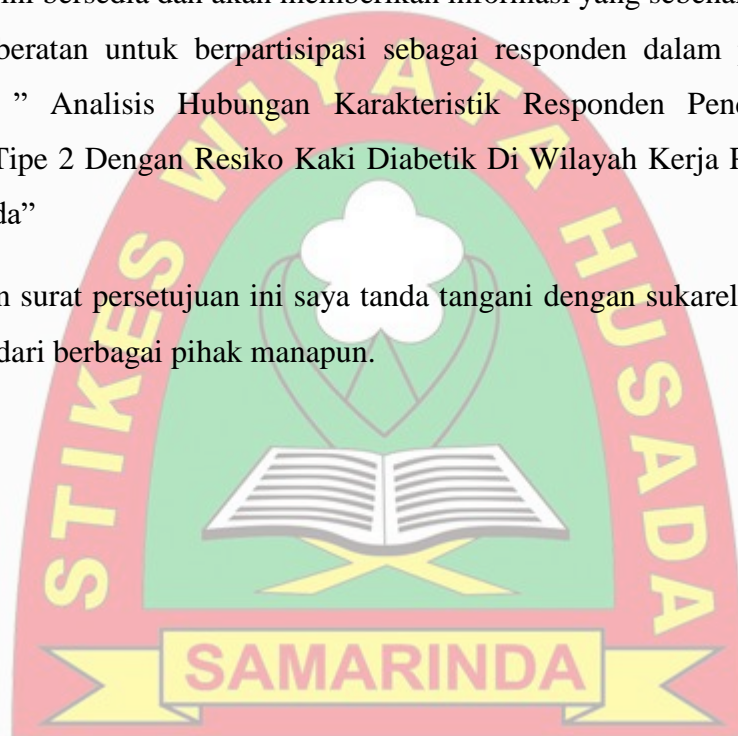 ini bersedia dan akan memberikan informasi yang sebenar
beratan untuk berpartisipasi sebagai responden dalam
” Analisis Hubungan Karakteristik Responden
Tipe 2 Dengan Resiko Kaki Diabetik Di Wilayah Kerja
da”
surat persetujuan ini saya tanda tangani dengan sukarel
dari berbagai pihak manapun.
STIKES WIYATA HUSADA
SAMARINDA